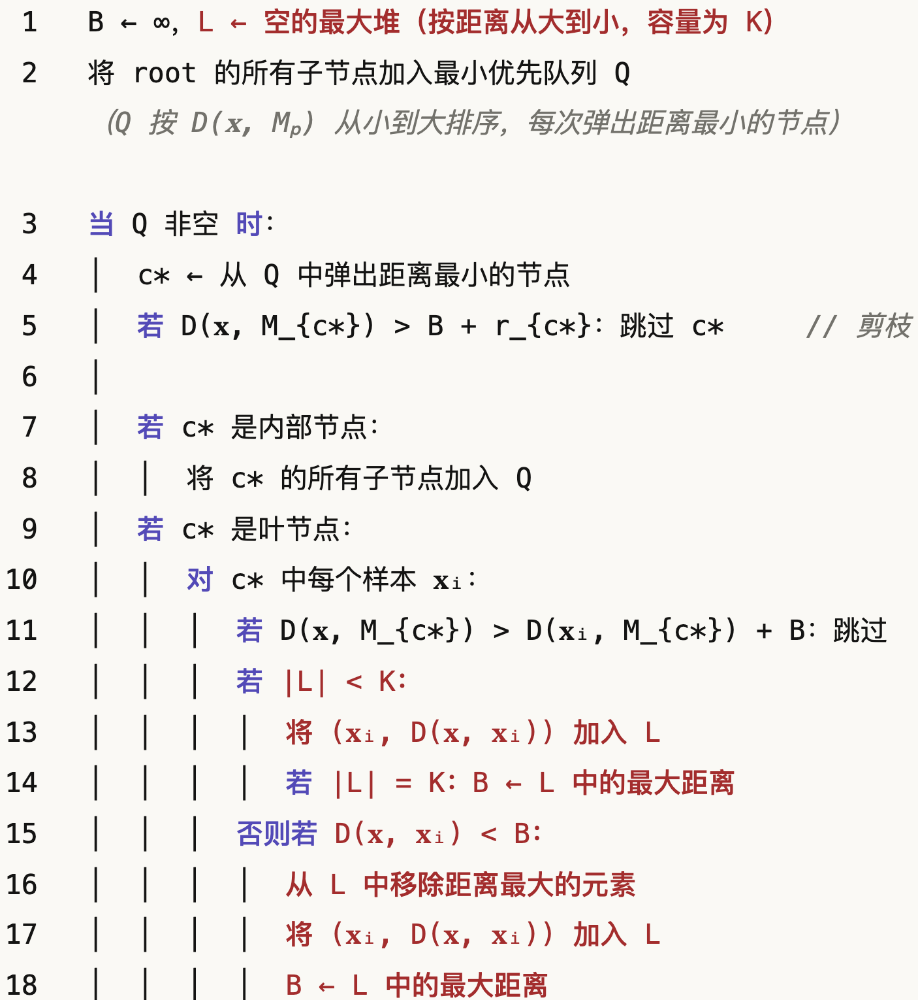 1 B ← ∞, L ← 空的最大堆（按距离从大到小，容量为 K）
2 将 root 的所有子节点加入最小优先队列 Q
（Q 按 D(x, Mₚ) 从小到大排序，每次弹出距离最小的节点）
3 当 Q 非空 时：
4 │ c* ← 从 Q 中弹出距离最小的节点
5 │ 若 D(x, M_{c*}) > B + r_{c*}：跳过 c* // 剪枝
6 │
7 │ 若 c* 是内部节点：
8 │ │ 将 c* 的所有子节点加入 Q
9 │ 若 c* 是叶节点：
10 │ │ 对 c* 中每个样本 xᵢ：
11 │ │ │ 若 D(x, M_{c*}) > D(xᵢ, M_{c*}) + B：跳过
12 │ │ │ 若 |L| < K：
13 │ │ │ │ 将 (xᵢ, D(x, xᵢ)) 加入 L
14 │ │ │ │ 若 |L| = K：B ← L 中的最大距离
15 │ │ │ 否则若 D(x, xᵢ) < B：
16 │ │ │ │ 从 L 中移除距离最大的元素
17 │ │ │ │ 将 (xᵢ, D(x, xᵢ)) 加入 L
18 │ │ │ │ B ← L 中的最大距离